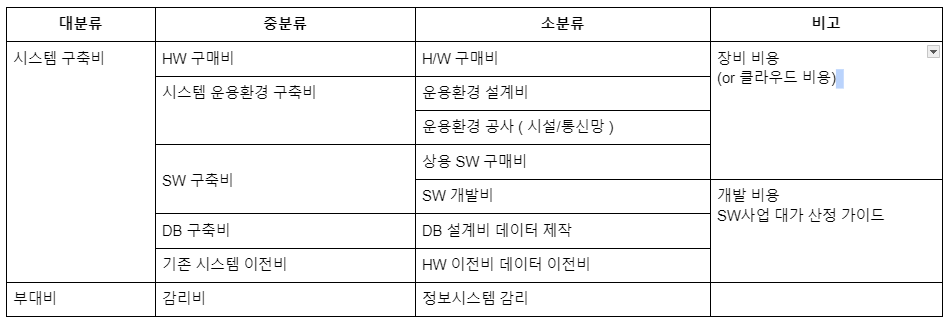 대분류 중분류 소분류 비고
시스템 구축비 HW 구매비 H/W 구매비 장비 비용
(or 클라우드 비용)
시스템 운용환경 구축비 운용환경 설계비
운용환경 공사 ( 시설/통신망 )
SW 구축비 상용 SW 구매비
SW 개발비 개발 비용
SW사업 대가 산정 가이드
DB 구축비 DB 설계비 데이터 제작
기존 시스템 이전비 HW 이전비 데이터 이전비
부대비 감리비 정보시스템 감리